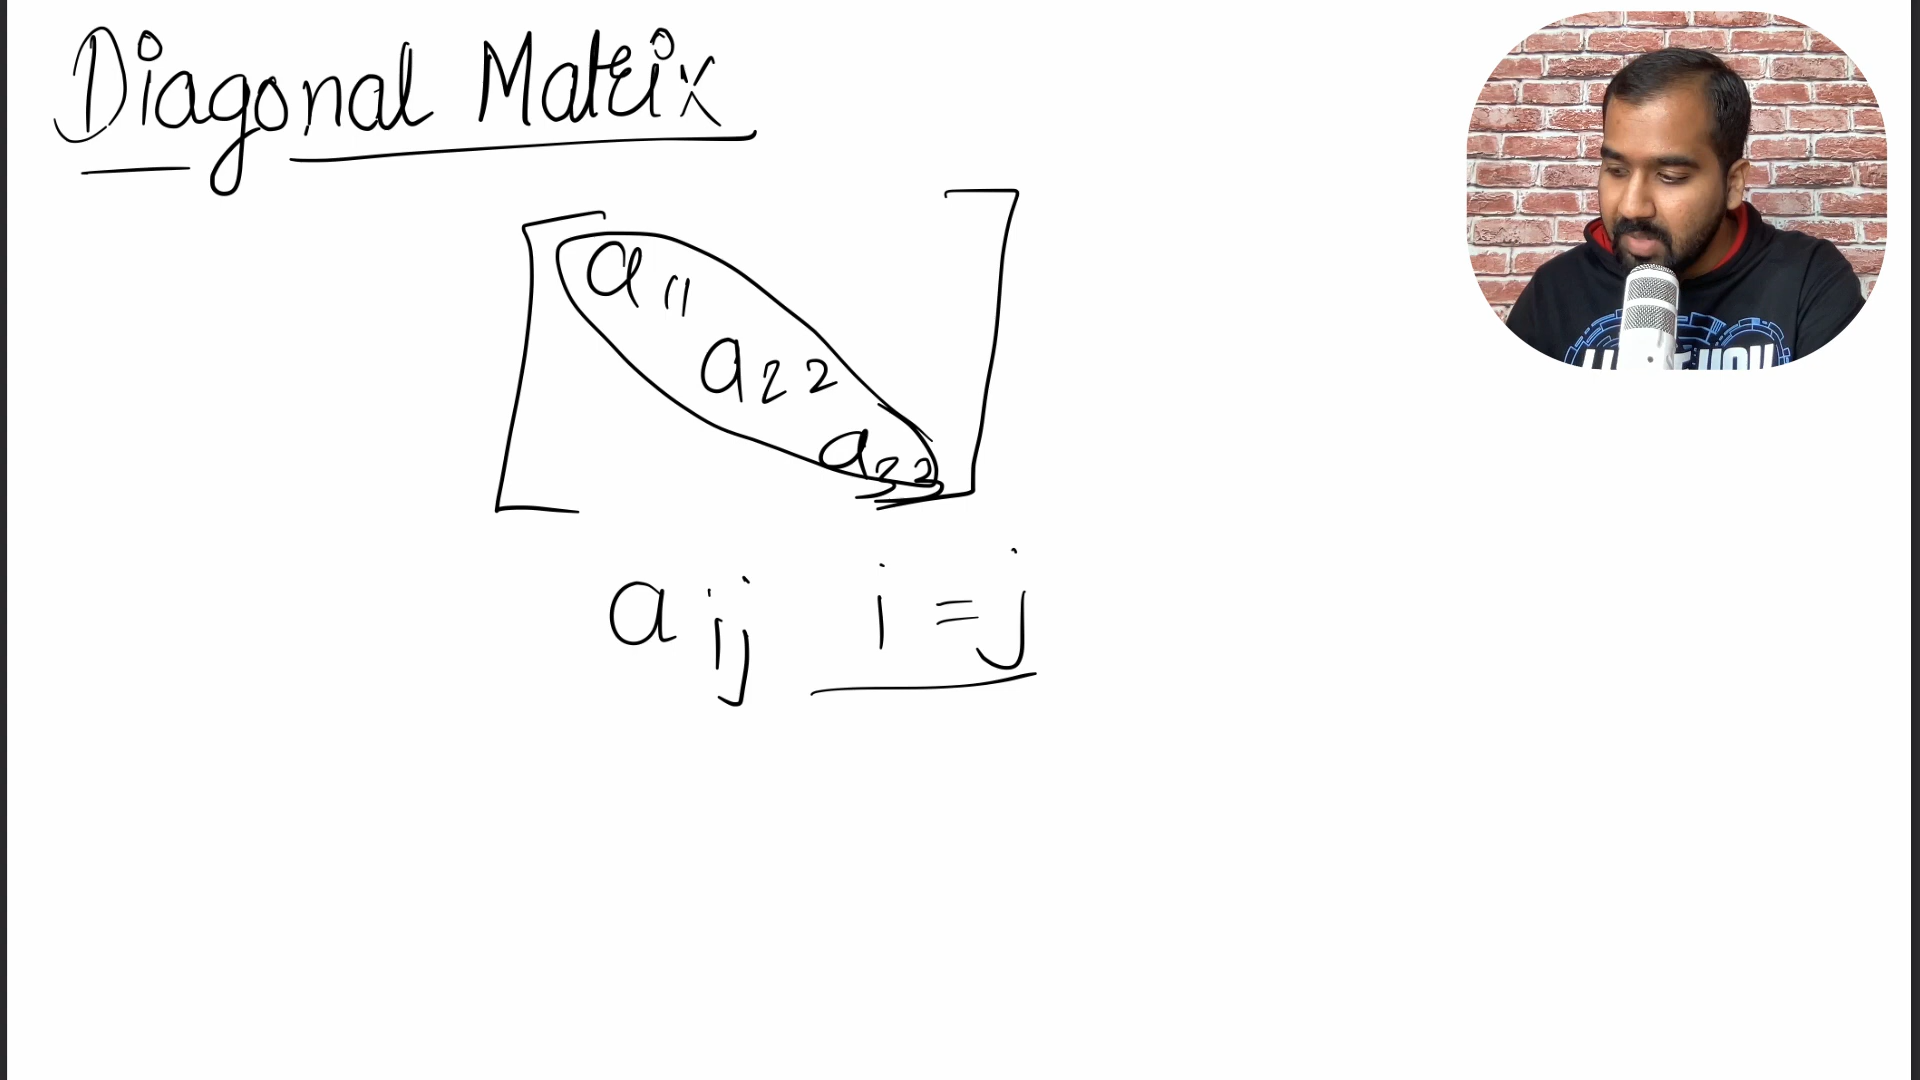 Diagonal Matrix
a11
a22
a33
aij i = j